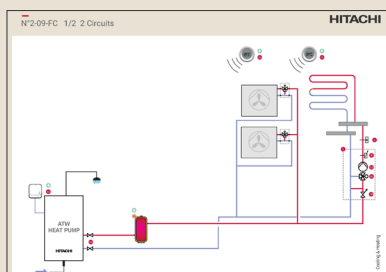 N°2-09-FC 1/2 2 Circuits
HITACHI
ATW
HEAT PUMP
HITACHI
Cooling & Heating